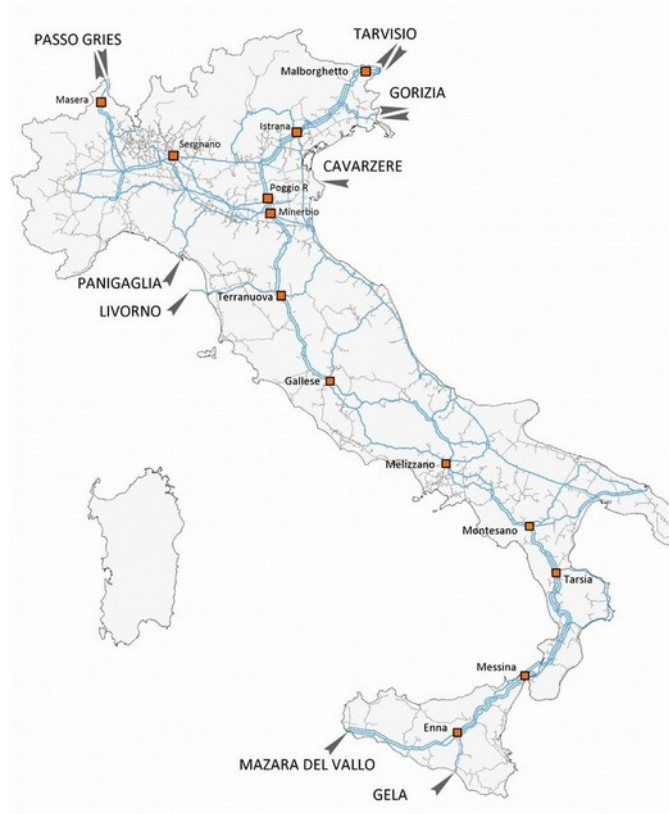 TARVISIO
PASSO GRIES
Malborghetto
GORIZIA
Masera
Istrana
Sergnano
CAVARZERE
Poggio R
Minerbio
PANIGAGLIA
Terranuova
LIVORNO
Gallese
Melizzano
Montesano
Tarsia
Messina
Enna
MAZARA DEL VALLO
GELA